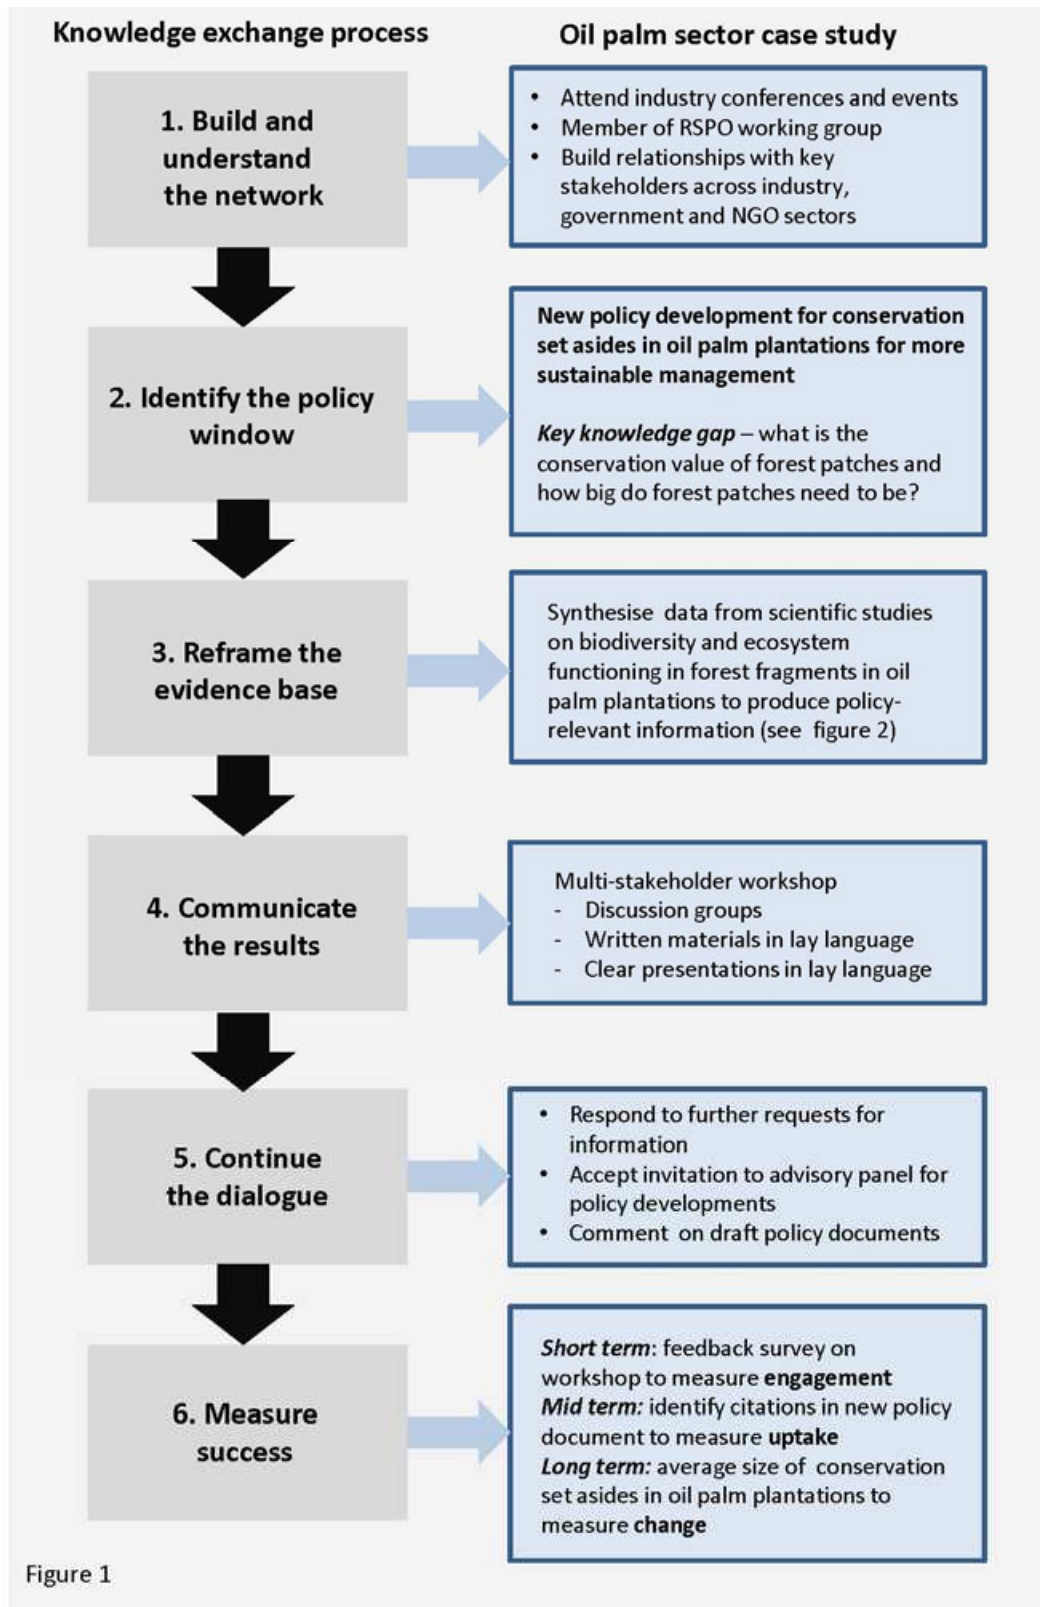 Knowledge exchange process
Oil palm sector case study
1. Build and
understand
the network
• Attend industry conferences and events
• Member of RSPO working group
• Build relationships with key
stakeholders across industry,
government and NGO sectors
2. Identify the policy
window
New policy development for conservation
set asides in oil palm plantations for more
sustainable management
Key knowledge gap – what is the
conservation value of forest patches and
how big do forest patches need to be?
3. Reframe the
evidence base
Synthesise data from scientific studies
on biodiversity and ecosystem
functioning in forest fragments in oil
palm plantations to produce policy-
relevant information (see figure 2)
4. Communicate
the results
Multi-stakeholder workshop
- Discussion groups
- Written materials in lay language
- Clear presentations in lay language
5. Continue
the dialogue
• Respond to further requests for
information
• Accept invitation to advisory panel for
policy developments
• Comment on draft policy documents
6. Measure
success
Short term: feedback survey on
workshop to measure engagement
Mid term: identify citations in new policy
document to measure uptake
Long term: average size of conservation
set asides in oil palm plantations to
measure change
Figure 1